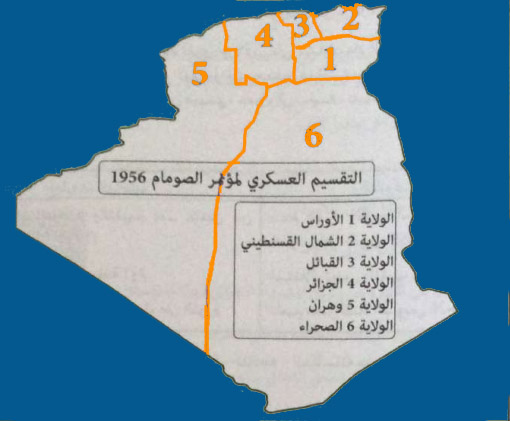 2
3
4
1
5
6
التقسيم العسكري لمؤتمر الصومام 1956
الولاية 1 الأوراس
الولاية 2 الشمال القسنطيني
الولاية 3 القبائل
الولاية 4 الجزائر
الولاية 5 وهران
الولاية 6 الصحراء